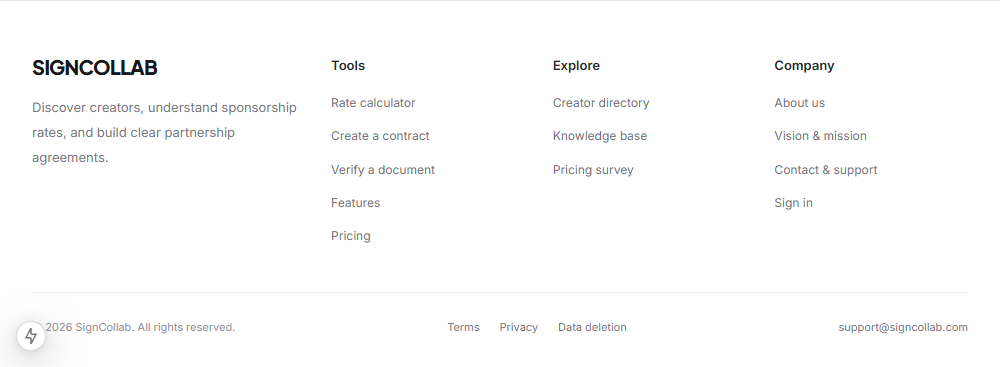 SIGNCOLLAB
Discover creators, understand sponsorship
rates, and build clear partnership
agreements.
Tools
Rate calculator
Create a contract
Verify a document
Features
Pricing
Explore
Creator directory
Knowledge base
Pricing survey
Company
About us
Vision & mission
Contact & support
Sign in
2026 SignCollab. All rights reserved.
Terms
Privacy
Data deletion
support@signcollab.com